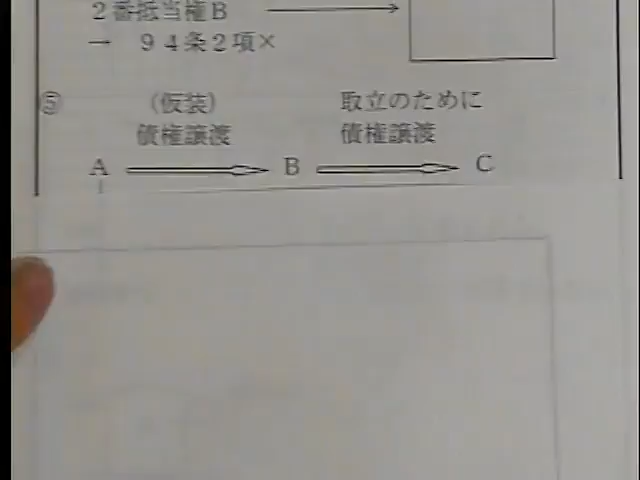 ２番抵当権Ｂ
→ ９４条２項×
⑤ （仮装） 取立のために
債権譲渡 債権譲渡
Ａ Ｂ Ｃ